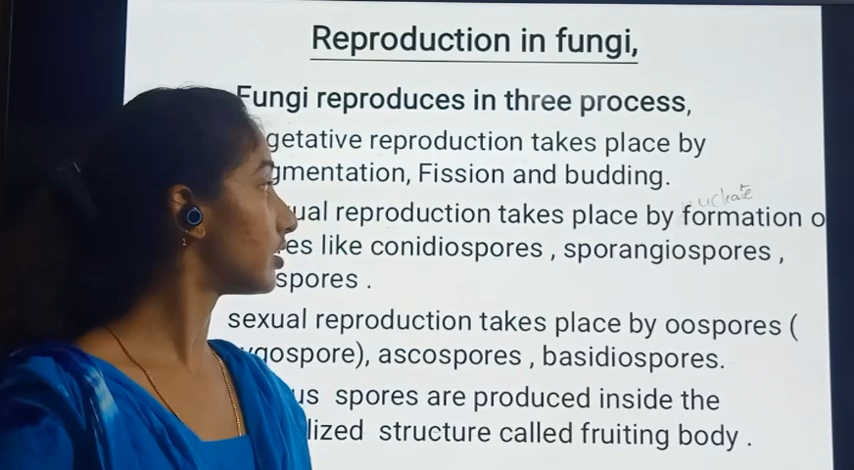 Reproduction in fungi,
Fungi reproduces in three process,
getative reproduction takes place by
gmentation, Fission and budding.
ucleate
ual reproduction takes place by formation o
es like conidiospores , sporangiospores ,
spores .
sexual reproduction takes place by oospores (
ygospore), ascospores , basidiospores.
us spores are produced inside the
lized structure called fruiting body .